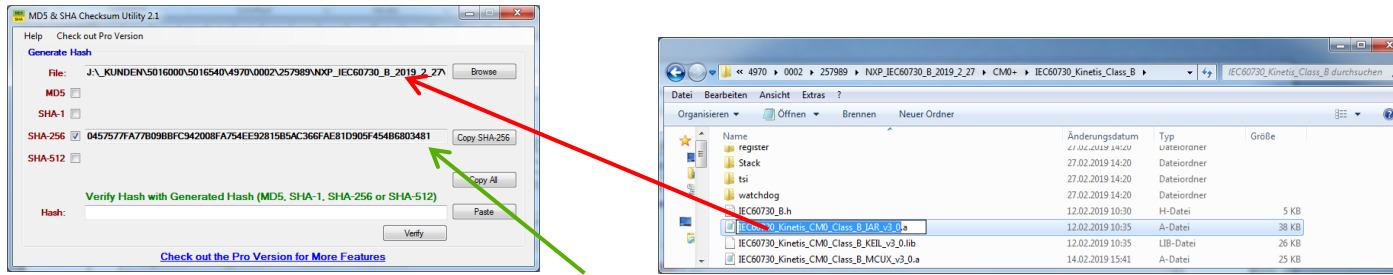 MD5 & SHA Checksum Utility 2.1
Help Check out Pro Version
Generate Hash
File: J:\_KUNDEN\5016000\5016540\4970\0002\257989\NXP_IEC60730_B_2019_2_27\ Browse
MD5
SHA-1
SHA-256 0457577FA77B09BBFC942008FA754EE92815B5AC366FAE81D905F454B6803481 Copy SHA-256
SHA-512
Copy All
Verify Hash with Generated Hash (MD5, SHA-1, SHA-256 or SHA-512)
Hash: Paste
Verify
Check out the Pro Version for More Features
« 4970 ▸ 0002 ▸ 257989 ▸ NXP_IEC60730_B_2019_2_27 ▸ CM0+ ▸ IEC60730_Kinetis_Class_B ▸ IEC60730_Kinetis_Class_B durchsuchen
Datei Bearbeiten Ansicht Extras ?
Organisieren Öffnen Brennen Neuer Ordner
Name Änderungsdatum Typ Größe
register 27.02.2019 14:20 Dateiordner
Stack 27.02.2019 14:20 Dateiordner
tsi 27.02.2019 14:20 Dateiordner
watchdog 27.02.2019 14:20 Dateiordner
IEC60730_B.h 12.02.2019 10:30 H-Datei 5 KB
IEC60730_Kinetis_CM0_Class_B_IAR_v3_0.a 12.02.2019 10:35 A-Datei 38 KB
IEC60730_Kinetis_CM0_Class_B_KEIL_v3_0.lib 12.02.2019 10:35 LIB-Datei 26 KB
IEC60730_Kinetis_CM0_Class_B_MCUX_v3_0.a 14.02.2019 15:41 A-Datei 25 KB